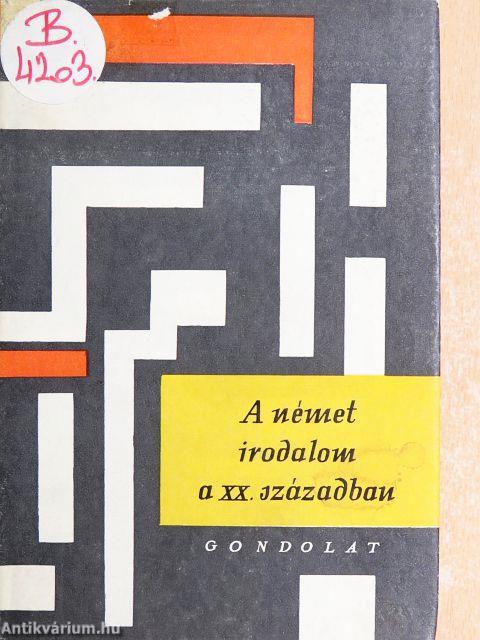 B.
4203.
A német
irodalom
a XX. században
GONDOLAT
Antikvárium.hu